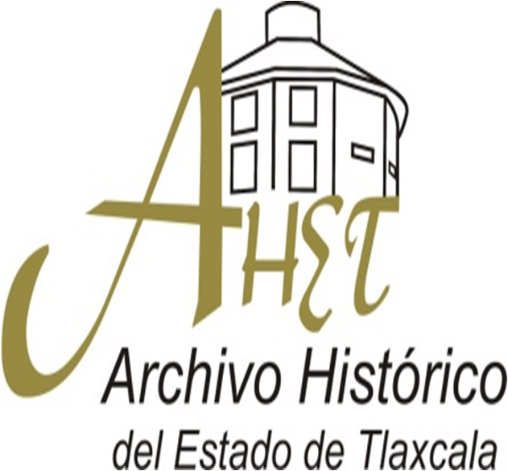 AHET
Archivo Histórico
del Estado de Tlaxcala